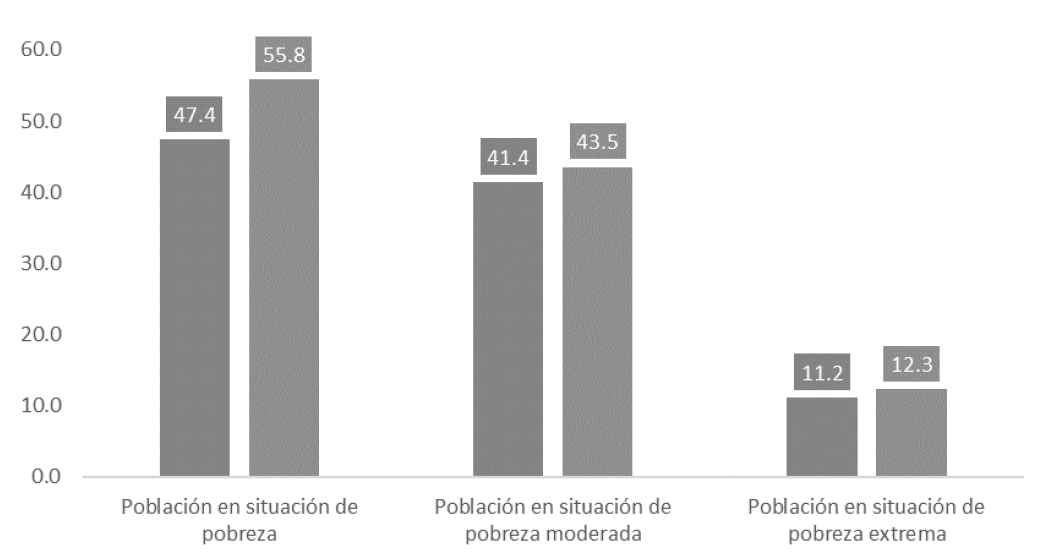 60.0
50.0
40.0
30.0
20.0
10.0
0.0
47.4
55.8
41.4
43.5
11.2
12.3
Población en situación de
pobreza
Población en situación de
pobreza moderada
Población en situación de
pobreza extrema